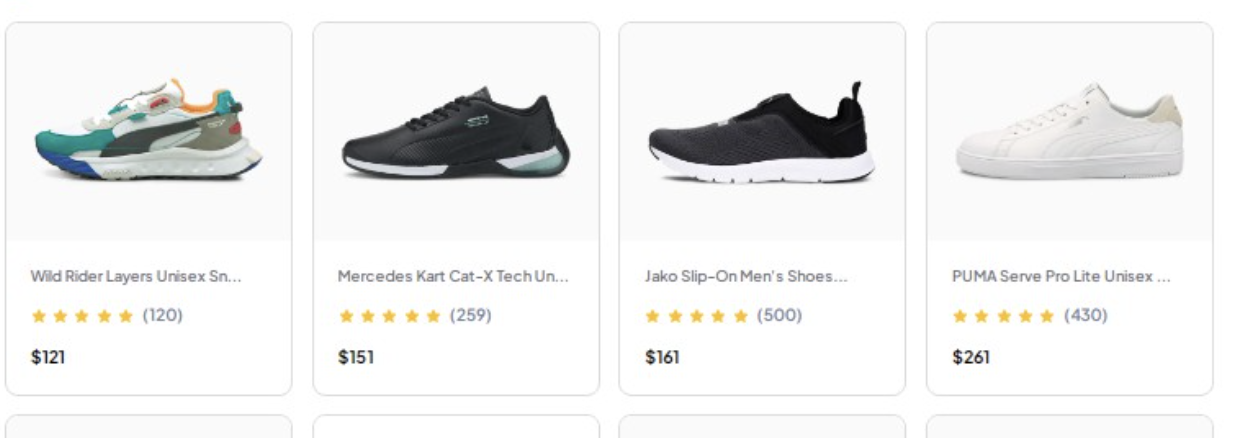 Wild Rider Layers Unisex Sn...
(120)
$121
Mercedes Kart Cat-X Tech Un...
(259)
$151
Jako Slip-On Men's Shoes...
(500)
$161
PUMA Serve Pro Lite Unisex ...
(430)
$261